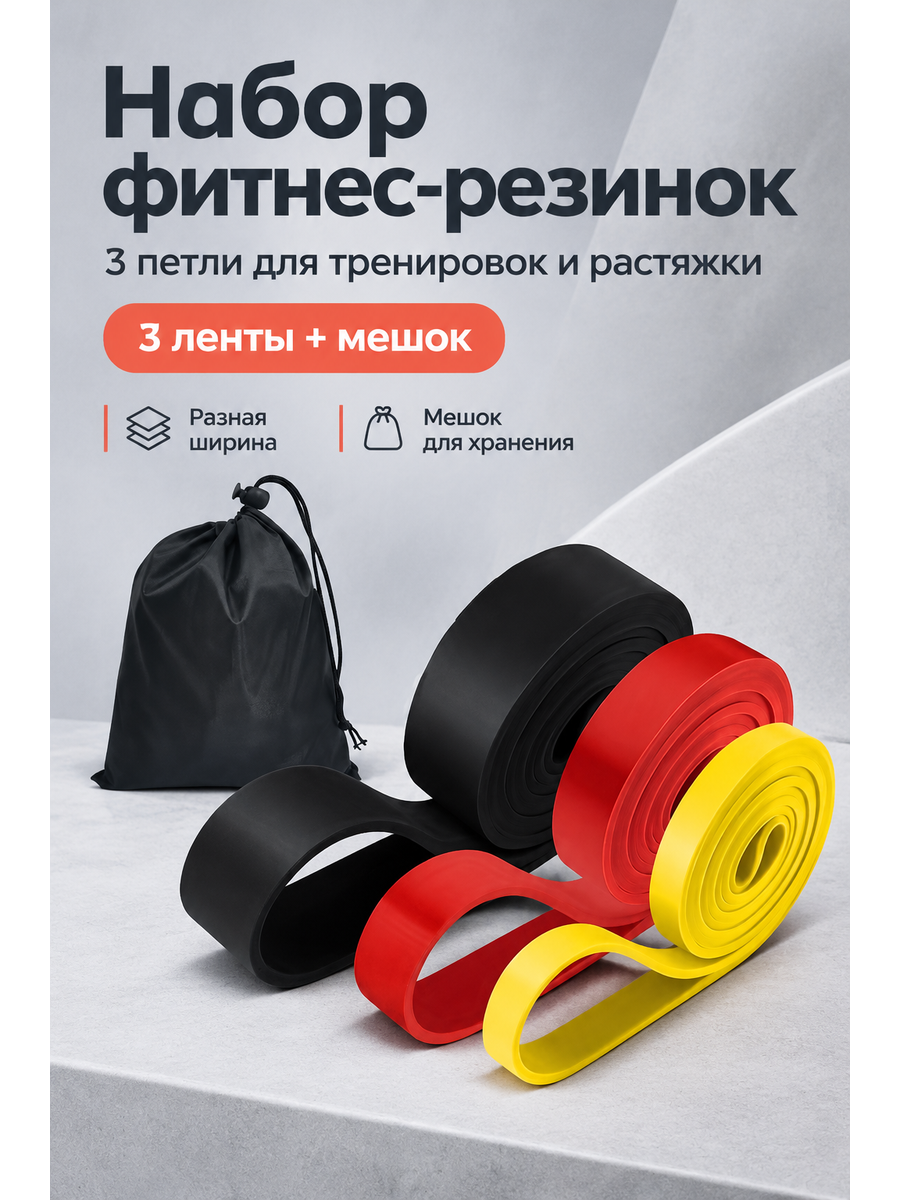 Набор
фитнес-резинок
3 петли для тренировок и растяжки
3 ленты + мешок
Разная
ширина
Мешок
для хранения